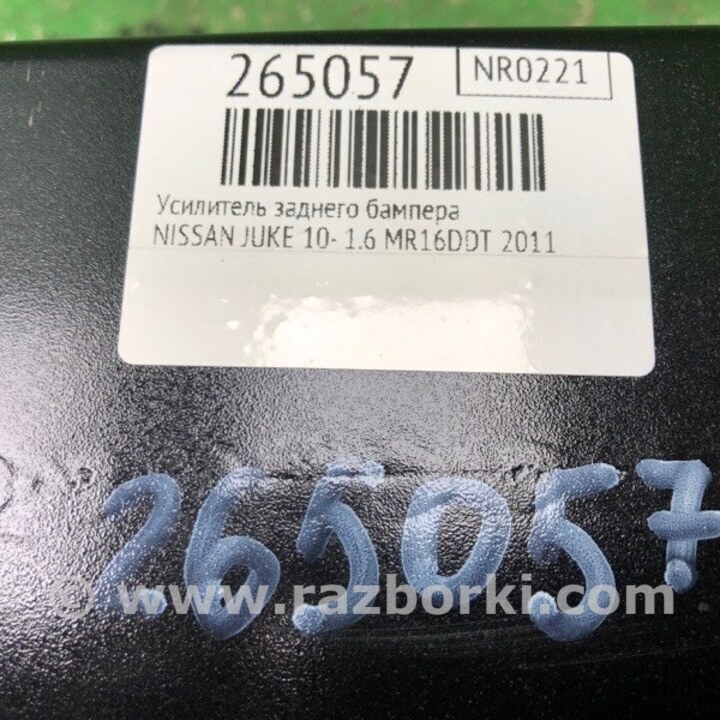 265057 NR0221
Усилитель заднего бампера
NISSAN JUKE 10- 1.6 MR16DDT 2011
265057
© www.razborki.com